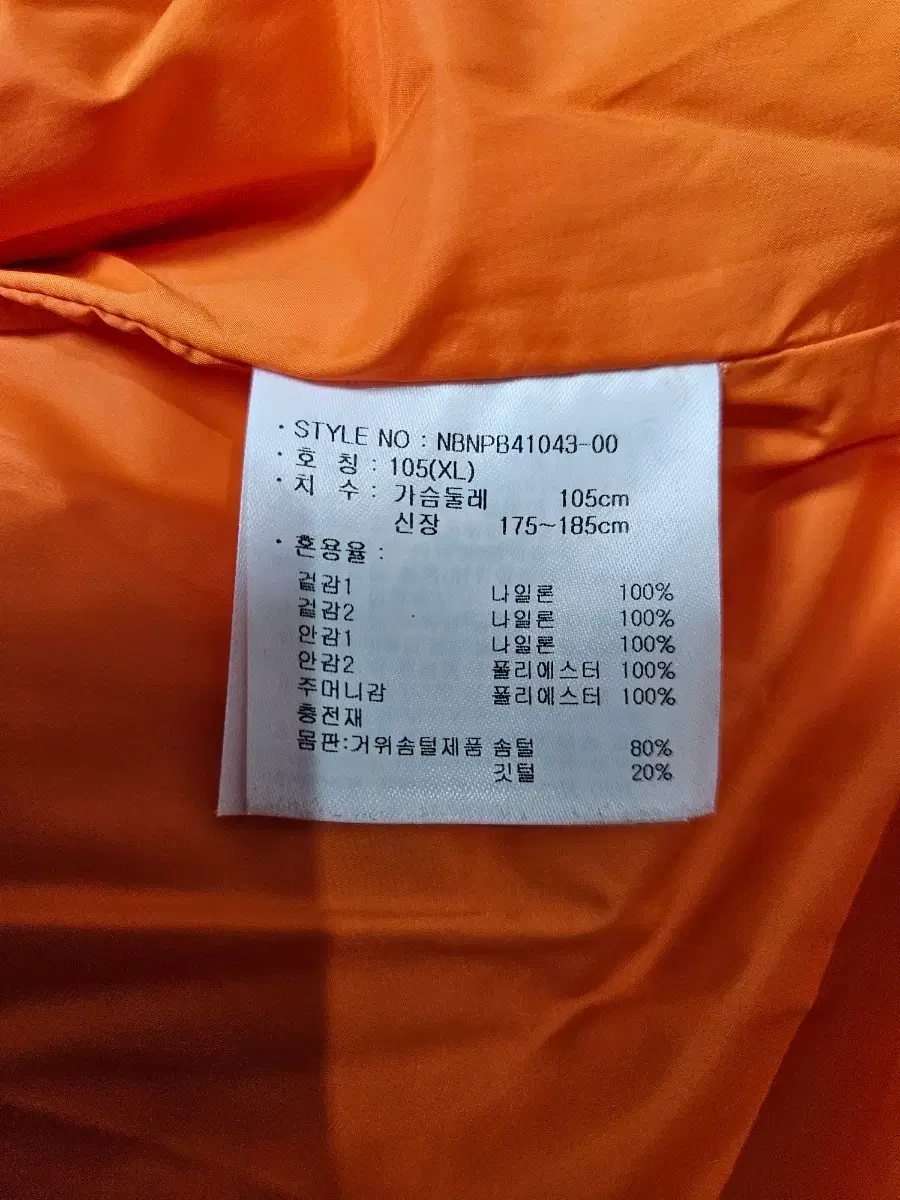 · STYLE NO : NBNPB41043-00
· 호 칭 : 105(XL)
· 치 수 : 가슴둘레 105cm
신장 175~185cm
· 혼용율 :
겉감1 나일론 100%
겉감2 나일론 100%
안감1 나일론 100%
안감2 폴리에스터 100%
주머니감 폴리에스터 100%
충전재
몸판:거위솜털제품 솜털 80%
깃털 20%